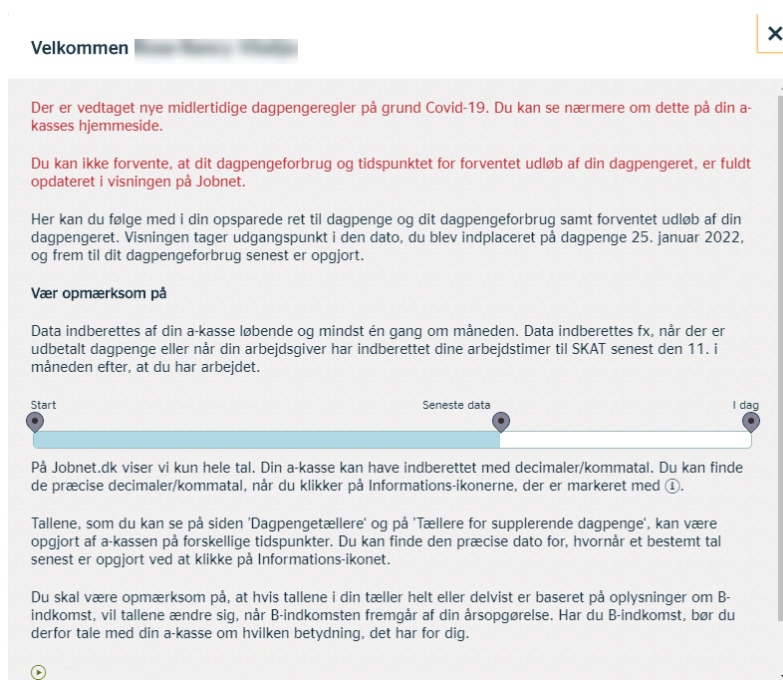 Velkommen
Der er vedtaget nye midlertidige dagpengeregler på grund Covid-19. Du kan se nærmere om dette på din a-
kasses hjemmeside.
Du kan ikke forvente, at dit dagpengeforbrug og tidspunktet for forventet udløb af din dagpengeret, er fuldt
opdateret i visningen på Jobnet.
Her kan du følge med i din opsparede ret til dagpenge og dit dagpengeforbrug samt forventet udløb af din
dagpengeret. Visningen tager udgangspunkt i den dato, du blev indplaceret på dagpenge 25. januar 2022,
og frem til dit dagpengeforbrug senest er opgjort.
Vær opmærksom på
Data indberettes af din a-kasse løbende og mindst én gang om måneden. Data indberettes fx, når der er
udbetalt dagpenge eller når din arbejdsgiver har indberettet dine arbejdstimer til SKAT senest den 11. i
måneden efter, at du har arbejdet.
Start Seneste data I dag
På Jobnet.dk viser vi kun hele tal. Din a-kasse kan have indberettet med decimaler/kommatal. Du kan finde
de præcise decimaler/kommatal, når du klikker på Informations-ikonerne, der er markeret med ⓘ.
Tallene, som du kan se på siden 'Dagpengetællere' og på 'Tællere for supplerende dagpenge', kan være
opgjort af a-kassen på forskellige tidspunkter. Du kan finde den præcise dato for, hvornår et bestemt tal
senest er opgjort ved at klikke på Informations-ikonet.
Du skal være opmærksom på, at hvis tallene i din tæller helt eller delvist er baseret på oplysninger om B-
indkomst, vil tallene ændre sig, når B-indkomsten fremgår af din årsopgørelse. Har du B-indkomst, bør du
derfor tale med din a-kasse om hvilken betydning, det har for dig.